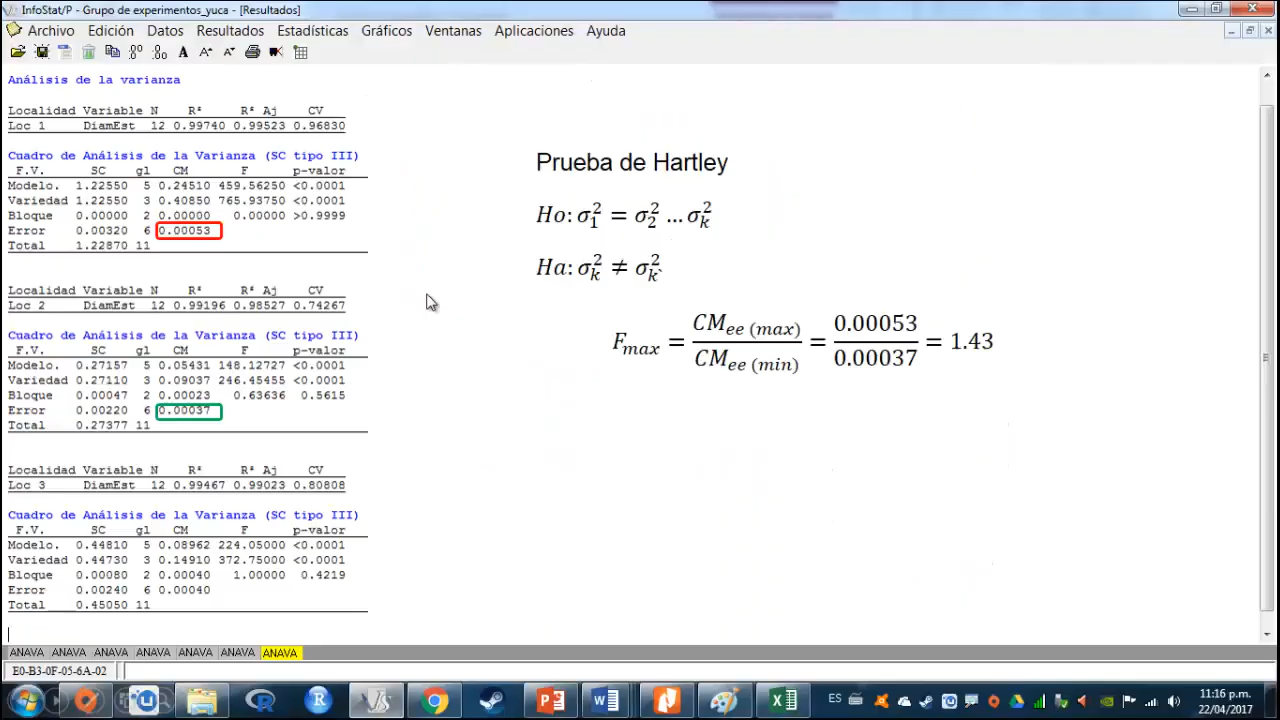 InfoStat/P - Grupo de experimentos_yuca - [Resultados]
Archivo Edición Datos Resultados Estadísticas Gráficos Ventanas Aplicaciones Ayuda
Análisis de la varianza
Localidad Variable N R² R² Aj CV
Loc 1 DiamEst 12 0.99740 0.99523 0.96830
Cuadro de Análisis de la Varianza (SC tipo III)
F.V. SC gl CM F p-valor
Modelo. 1.22550 5 0.24510 459.56250 <0.0001
Variedad 1.22550 3 0.40850 765.93750 <0.0001
Bloque 0.00000 2 0.00000 0.00000 >0.9999
Error 0.00320 6 0.00053
Total 1.22870 11
Localidad Variable N R² R² Aj CV
Loc 2 DiamEst 12 0.99196 0.98527 0.74267
Cuadro de Análisis de la Varianza (SC tipo III)
F.V. SC gl CM F p-valor
Modelo. 0.27157 5 0.05431 148.12727 <0.0001
Variedad 0.27110 3 0.09037 246.45455 <0.0001
Bloque 0.00047 2 0.00023 0.63636 0.5615
Error 0.00220 6 0.00037
Total 0.27377 11
Localidad Variable N R² R² Aj CV
Loc 3 DiamEst 12 0.99467 0.99023 0.80808
Cuadro de Análisis de la Varianza (SC tipo III)
F.V. SC gl CM F p-valor
Modelo. 0.44810 5 0.08962 224.05000 <0.0001
Variedad 0.44730 3 0.14910 372.75000 <0.0001
Bloque 0.00080 2 0.00040 1.00000 0.4219
Error 0.00240 6 0.00040
Total 0.45050 11
Prueba de Hartley
Ho: σ₁² = σ₂² … σₖ²
Ha: σₖ² ≠ σₖ`²
Fmax = CMee (max) / CMee (min) = 0.00053 / 0.00037 = 1.43
ANAVA ANAVA ANAVA ANAVA ANAVA ANAVA ANAVA
E0-B3-0F-05-6A-02
ES
11:16 p.m.
22/04/2017